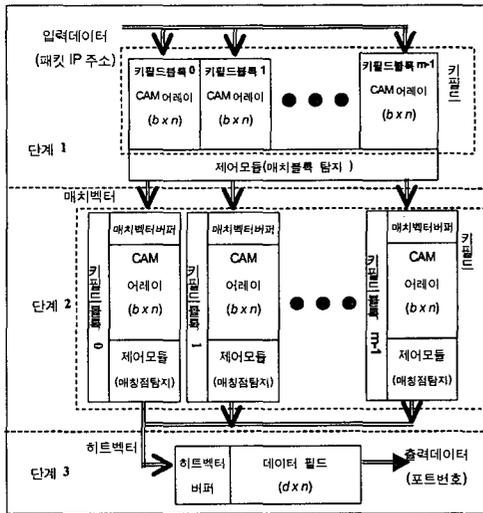 입력데이터
(패킷 IP 주소)
키필드블록 0
CAM 어레이
(b x n)
키필드블록 1
CAM 어레이
(b x n)
키필드블록 m-1
CAM 어레이
(b x n)
키필드
단계 1
제어모듈(매치블록 탐지 )
매치벡터
단계 2
키필드블록 0
매치벡터버퍼
CAM
어레이
(b x n)
제어모듈
(매칭점탐지)
키필드블록 1
매치벡터버퍼
CAM
어레이
(b x n)
제어모듈
(매칭점탐지)
키필드블록 m-1
매치벡터버퍼
CAM
어레이
(b x n)
제어모듈
(매칭점탐지)
키필드
히트벡터
단계 3
히트벡터
버퍼
데이터 필드
(d x n)
출력데이터
(포트번호)